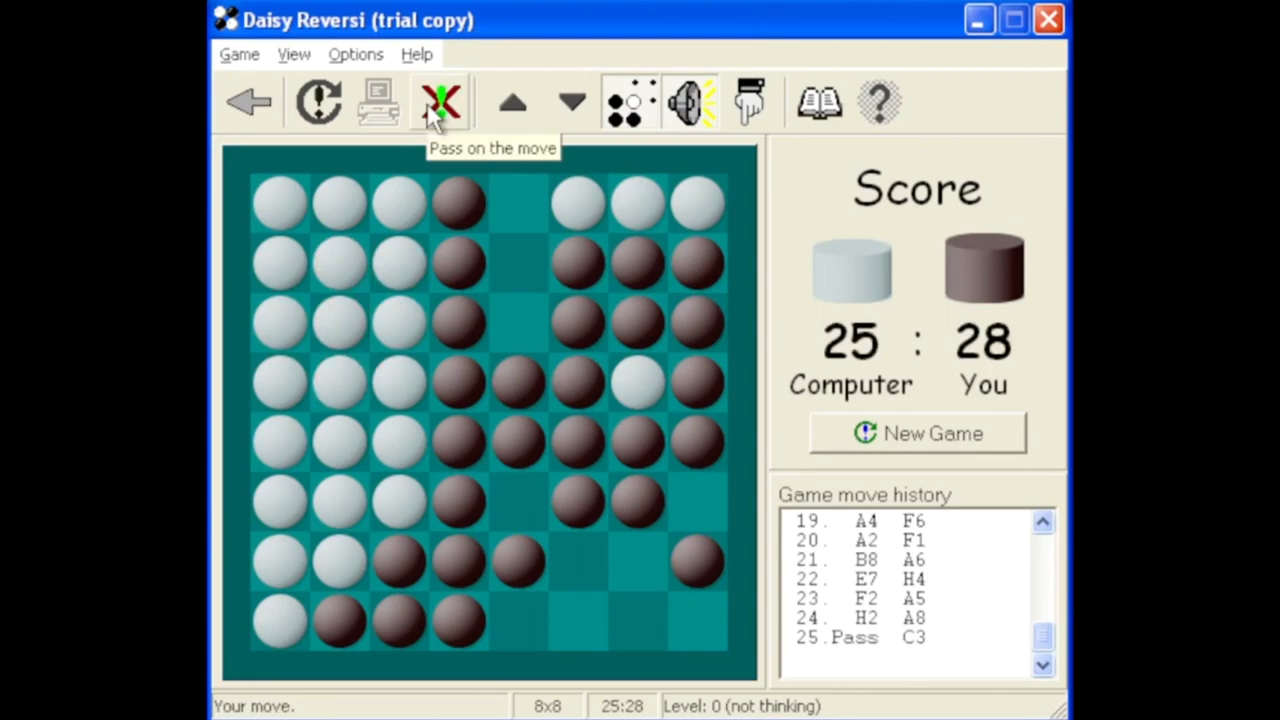 Daisy Reversi (trial copy)
Game View Options Help
Pass on the move
Score
25 : 28
Computer You
New Game
Game move history
19. A4 F6
20. A2 F1
21. B8 A6
22. E7 H4
23. F2 A5
24. H2 A8
25.Pass C3
Your move. 8x8 25:28 Level: 0 (not thinking)